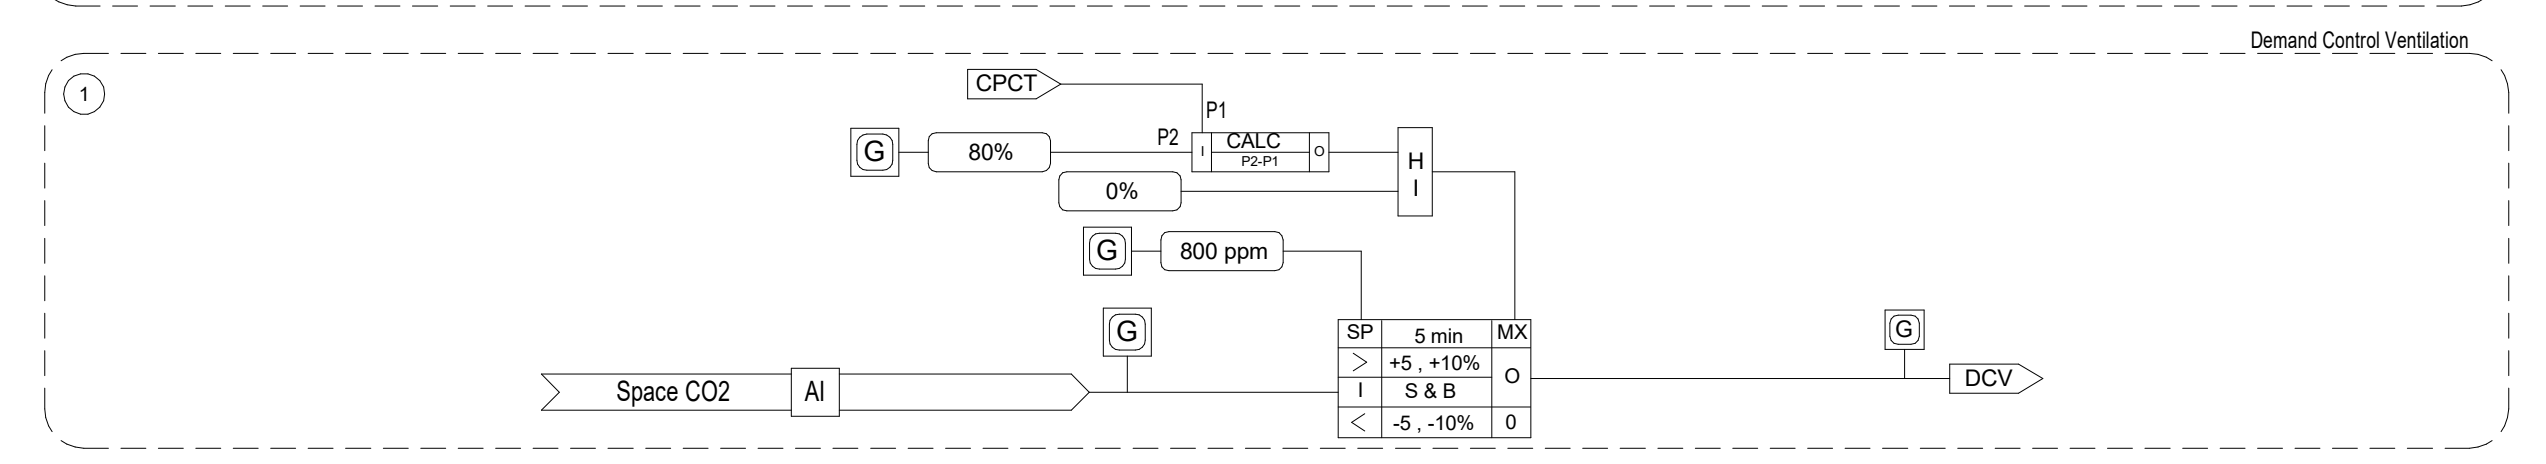 Demand Control Ventilation
1
CPCT
P1
G
80%
P2
I
CALC
P2-P1
O
H
I
0%
G
800 ppm
G
SP
5 min
MX
>
+5 , +10%
O
I
S & B
<
-5 , -10%
0
Space CO2
AI
G
DCV